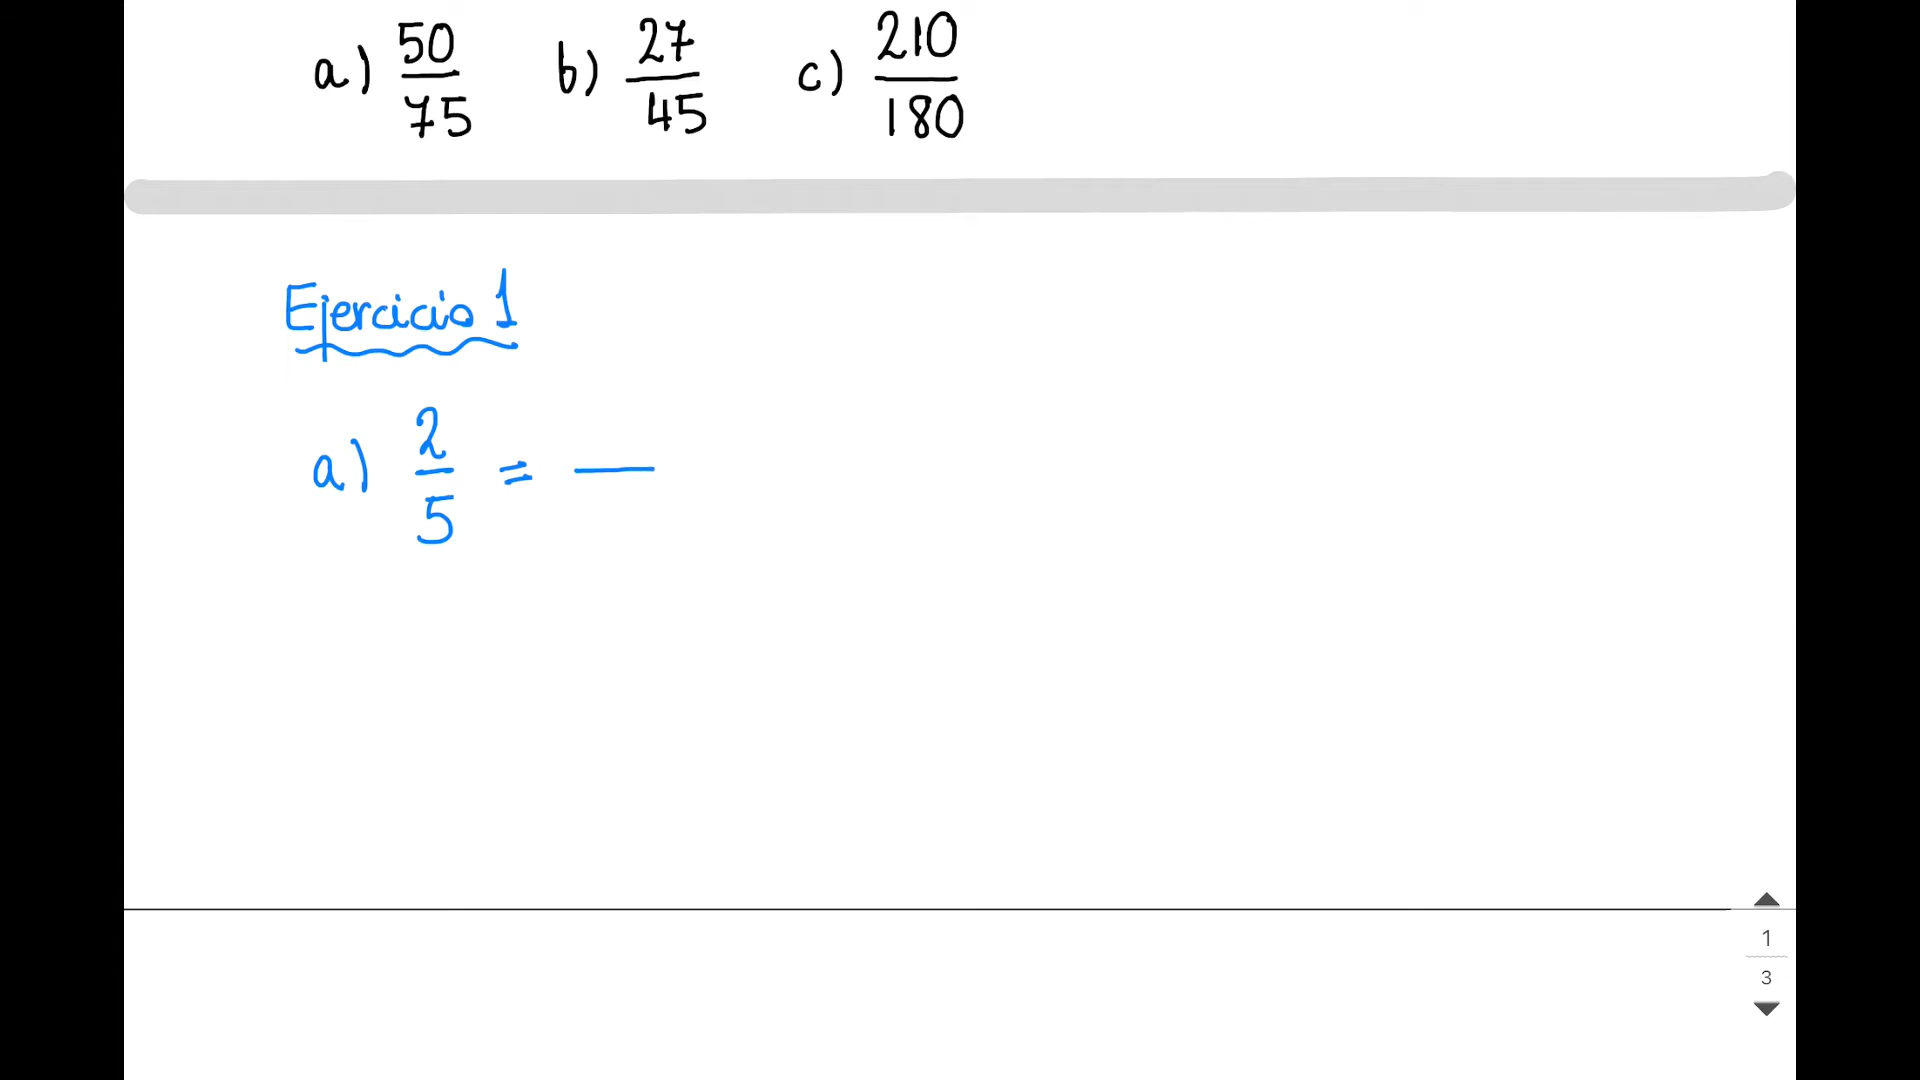 a) 50/75 b) 27/45 c) 210/180
Ejercicio 1
a) 2/5 = —
1
3